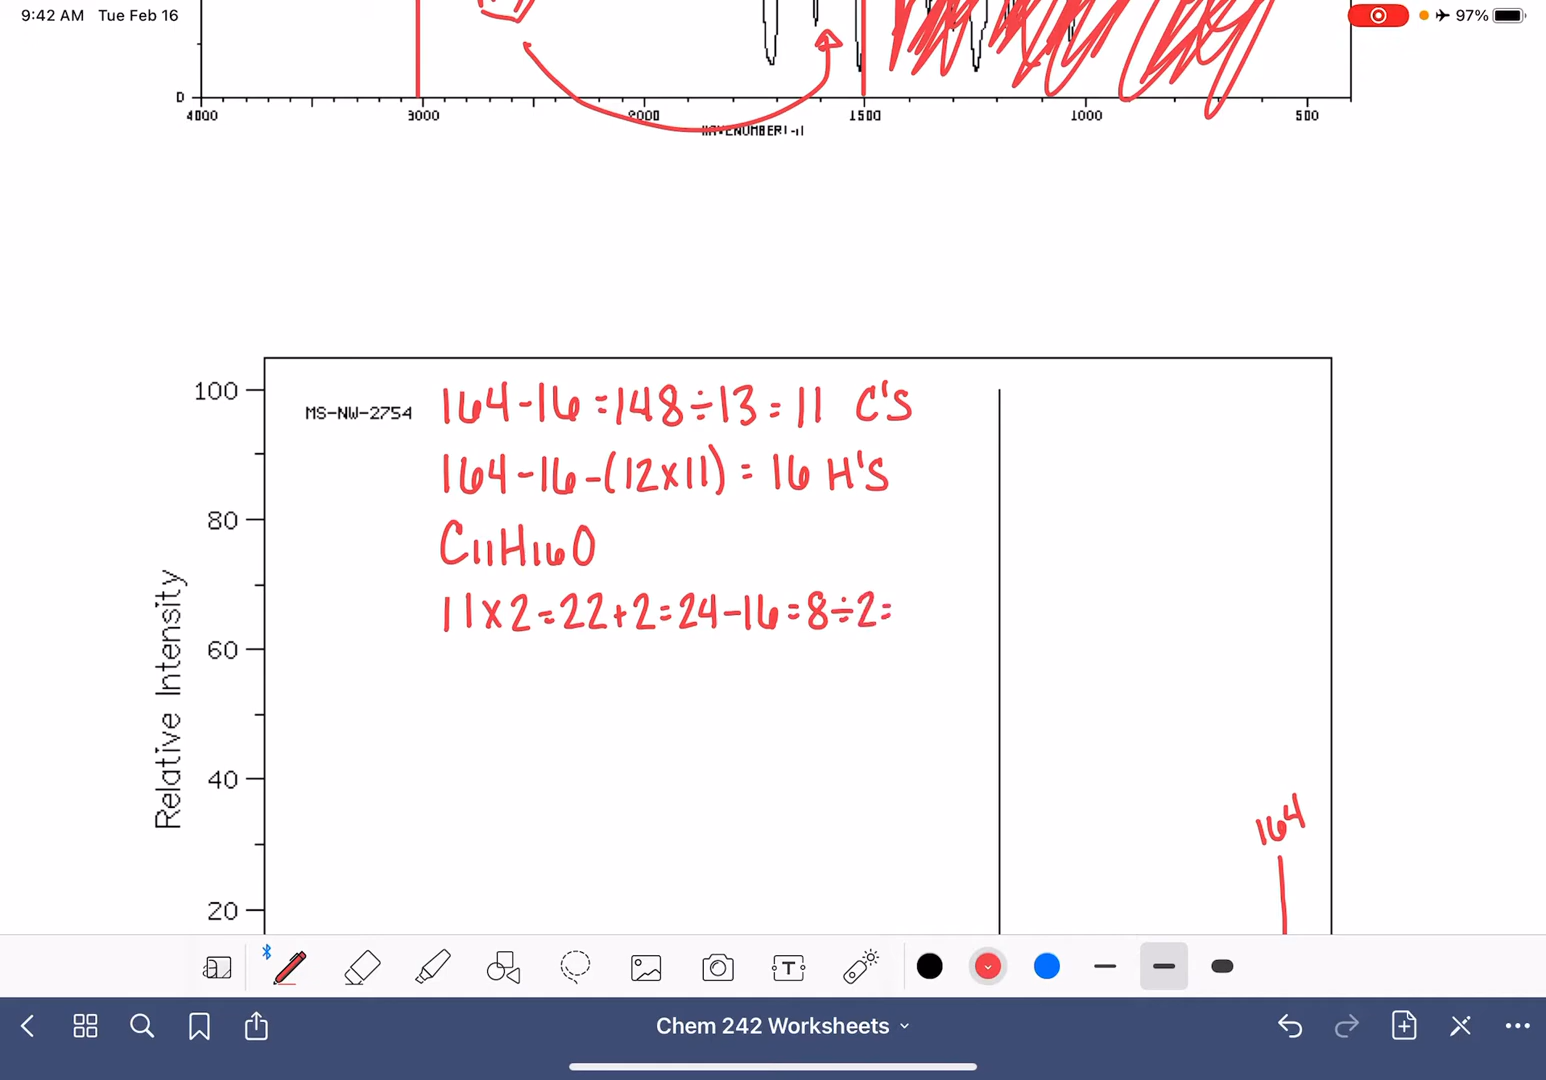 9:42 AM Tue Feb 16
97%
D
4000 3000 2000 1500 1000 500
100
80
60
40
20
Relative Intensity
MS-NW-2754
164-16=148÷13=11 C'S
164-16-(12x11)=16 H'S
C11H16O
11x2=22+2=24-16=8÷2=
164
T
Chem 242 Worksheets